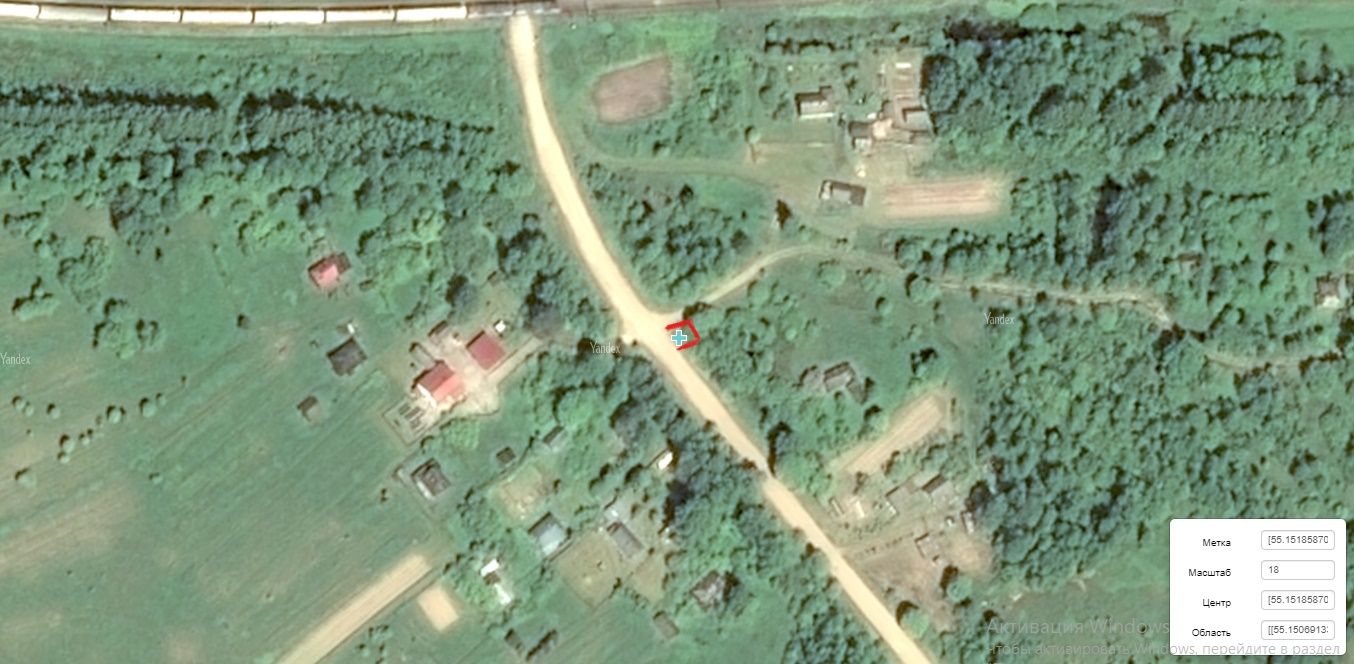 Yandex
Yandex
Yandex
Метка [55.15185870
Масштаб 18
Центр [55.15185870
Область [[55.1506913
Активация Windows
Чтобы активировать Windows, перейдите в раздел